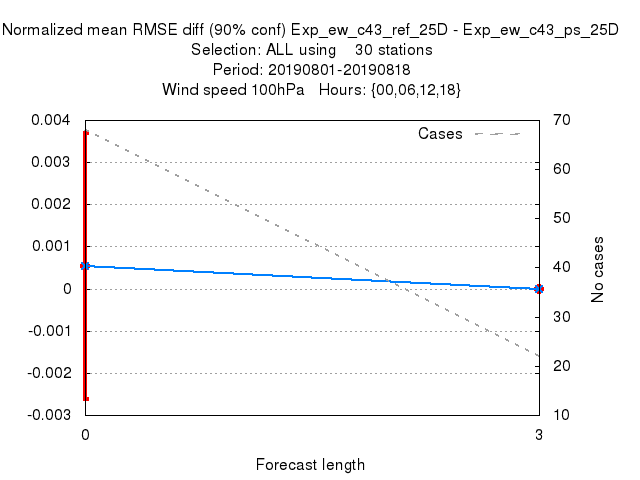 Normalized mean RMSE diff (90% conf) Exp_ew_c43_ref_25D - Exp_ew_c43_ps_25D
Selection: ALL using    30 stations
Period: 20190801-20190818
Wind speed 100hPa   Hours: {00,06,12,18}
0.004
0.003
0.002
0.001
0
-0.001
-0.002
-0.003
Cases
70
60
50
40
30
20
10
No cases
0
3
Forecast length